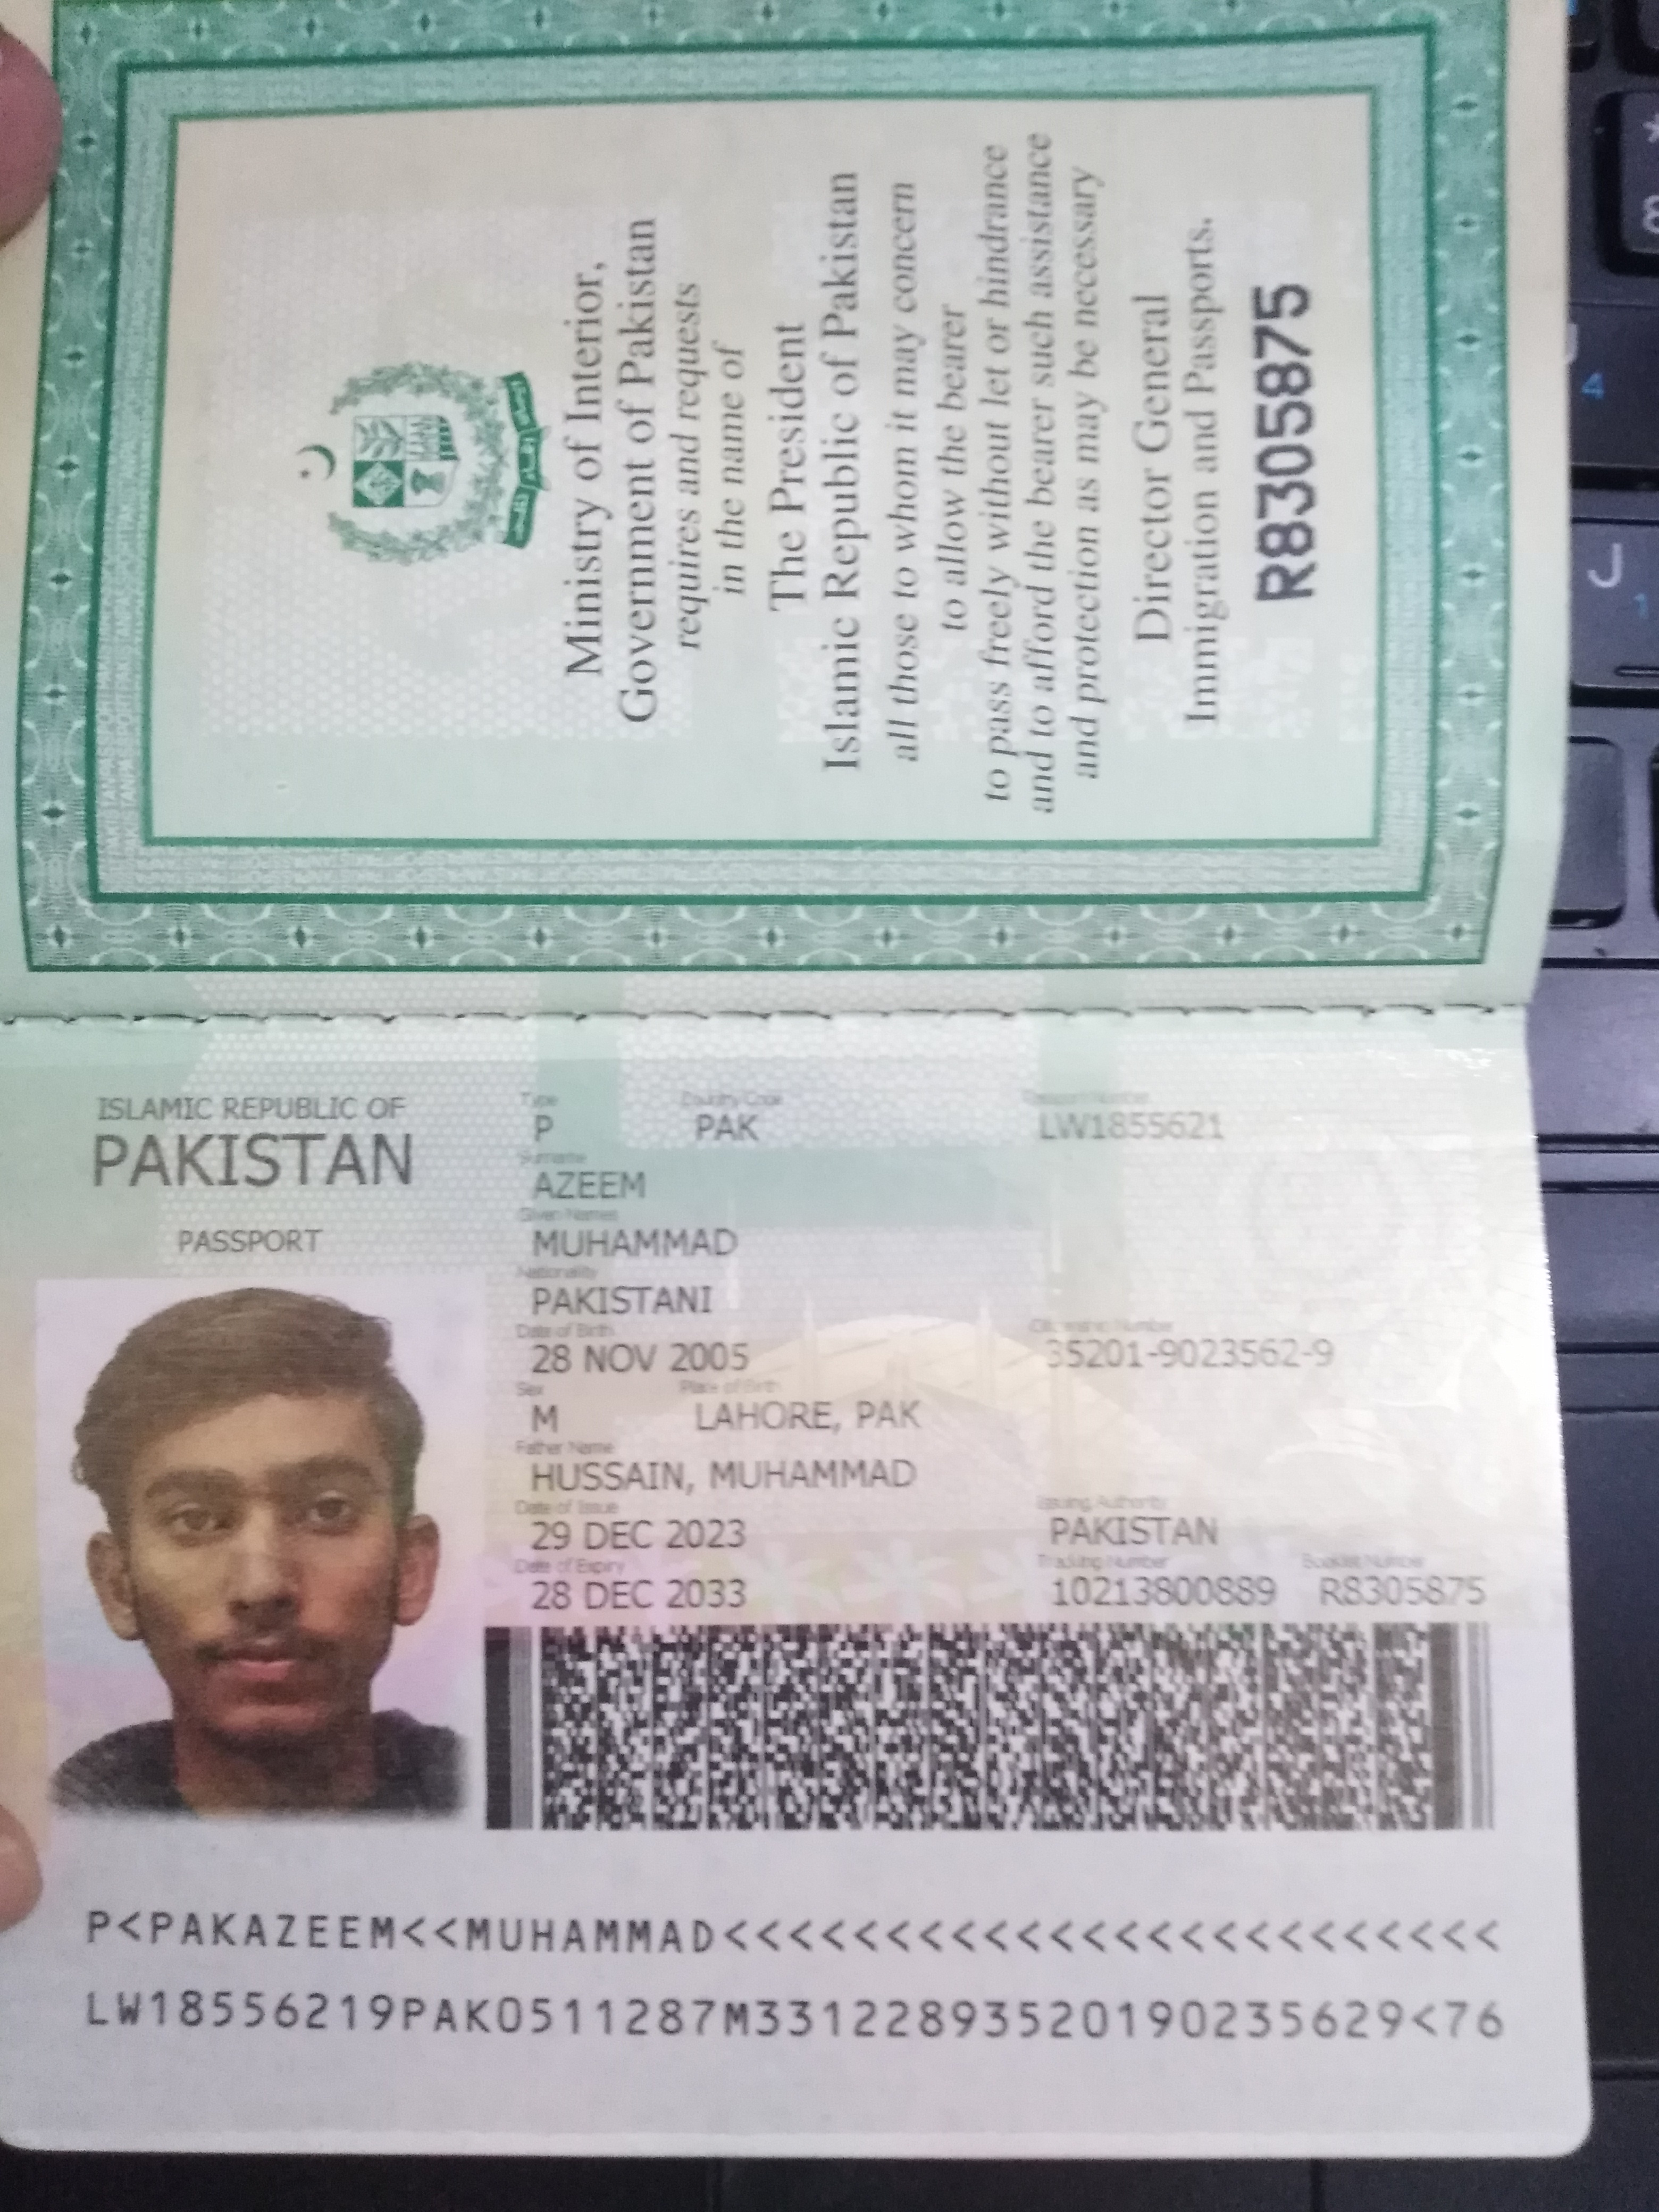 Ministry of Interior,
Government of Pakistan
requires and requests
in the name of
The President
Islamic Republic of Pakistan
all those to whom it may concern
to allow the bearer
to pass freely without let or hindrance
and to afford the bearer such assistance
and protection as may be necessary
Director General
Immigration and Passports.
R8305875
ISLAMIC REPUBLIC OF
PAKISTAN
PASSPORT
Type Country Code Passport Number
P PAK LW1855621
Surname
AZEEM
Given Names
MUHAMMAD
Nationality
PAKISTANI
Date of Birth Citizenship Number
28 NOV 2005 35201-9023562-9
Sex Place of Birth
M LAHORE, PAK
Father Name
HUSSAIN, MUHAMMAD
Date of Issue Issuing Authority
29 DEC 2023 PAKISTAN
Date of Expiry Tracking Number Booklet Number
28 DEC 2033 10213800889 R8305875
P<PAKAZEEM<<MUHAMMAD<<<<<<<<<<<<<<<<<<<<<<<<
LW18556219PAK0511287M33122893520190235629<76
J
4
1
8
*